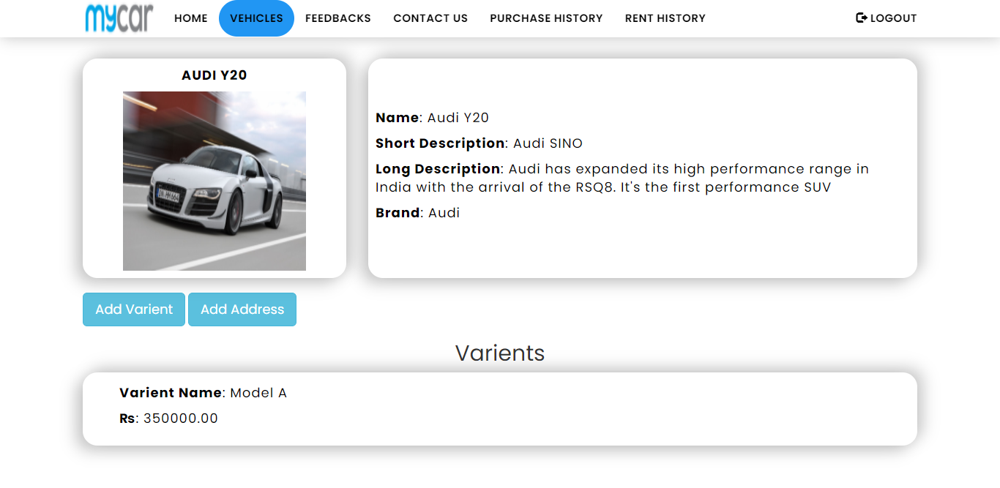 mycar
HOME
VEHICLES
FEEDBACKS
CONTACT US
PURCHASE HISTORY
RENT HISTORY
LOGOUT
AUDI Y20
Name: Audi Y20
Short Description: Audi SINO
Long Description: Audi has expanded its high performance range in
India with the arrival of the RSQ8. It's the first performance SUV
Brand: Audi
Add Varient
Add Address
Varients
Varient Name: Model A
Rs: 350000.00